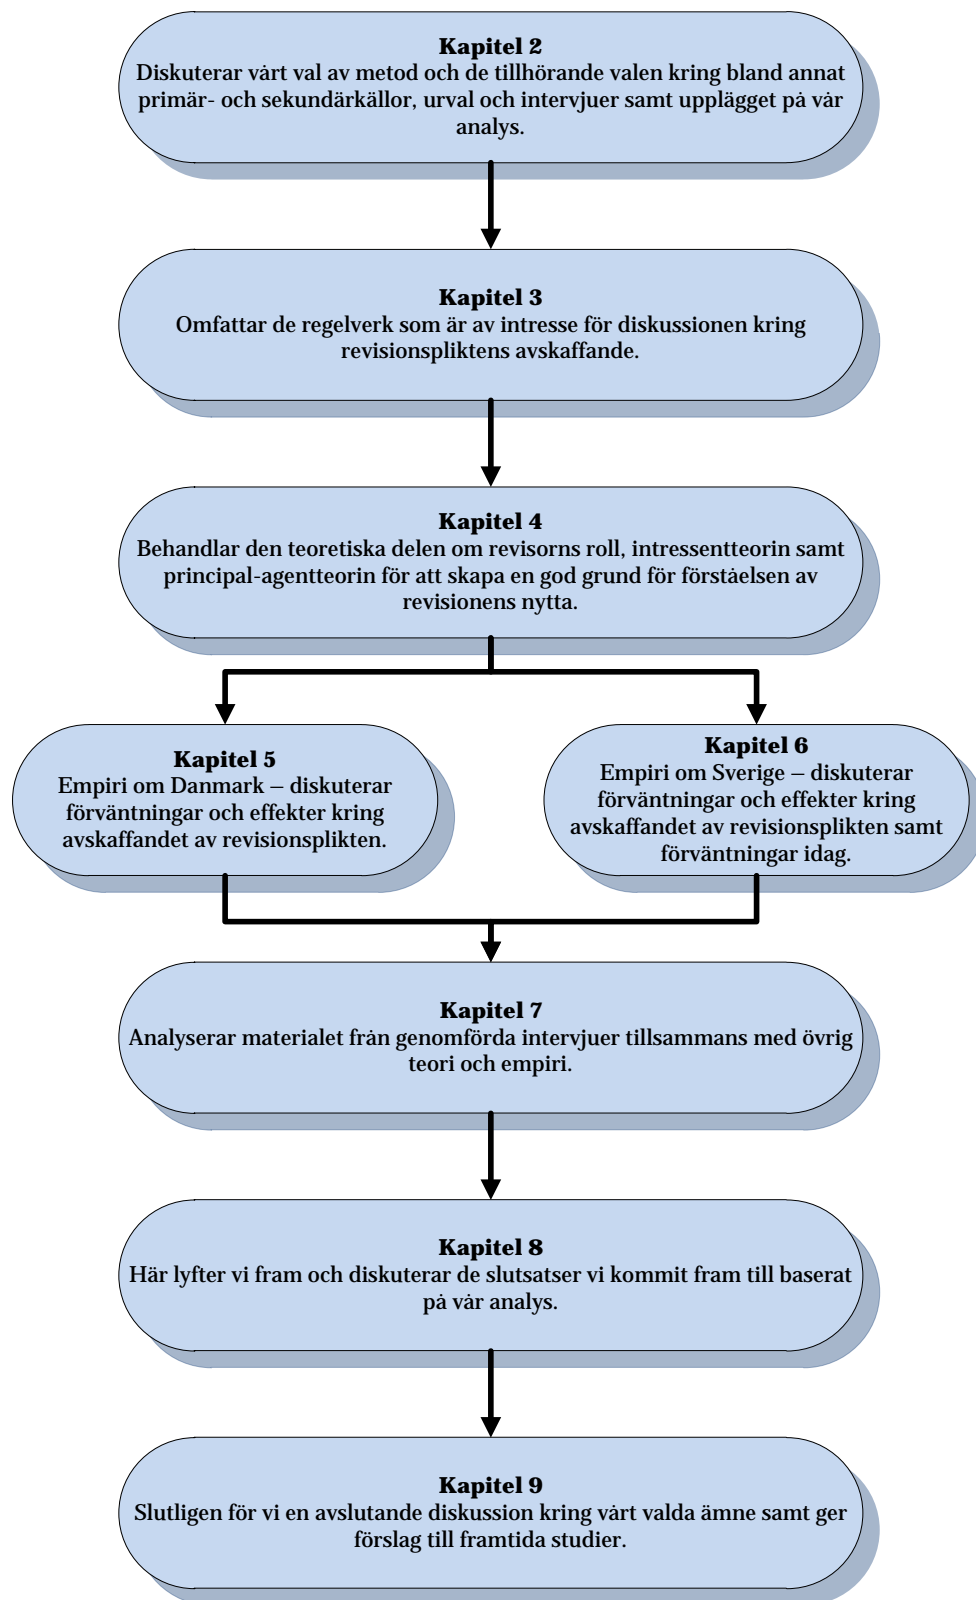 Kapitel 2
Diskuterar vårt val av metod och de tillhörande valen kring bland annat
primär- och sekundärkällor, urval och intervjuer samt upplägget på vår
analys.
Kapitel 3
Omfattar de regelverk som är av intresse för diskussionen kring
revisionspliktens avskaffande.
Kapitel 4
Behandlar den teoretiska delen om revisorns roll, intressentteorin samt
principal-agentteorin för att skapa en god grund för förståelsen av
revisionens nytta.
Kapitel 5
Empiri om Danmark – diskuterar
förväntningar och effekter kring
avskaffandet av revisionsplikten.
Kapitel 6
Empiri om Sverige – diskuterar
förväntningar och effekter kring
avskaffandet av revisionsplikten samt
förväntningar idag.
Kapitel 7
Analyserar materialet från genomförda intervjuer tillsammans med övrig
teori och empiri.
Kapitel 8
Här lyfter vi fram och diskuterar de slutsatser vi kommit fram till baserat
på vår analys.
Kapitel 9
Slutligen för vi en avslutande diskussion kring vårt valda ämne samt ger
förslag till framtida studier.